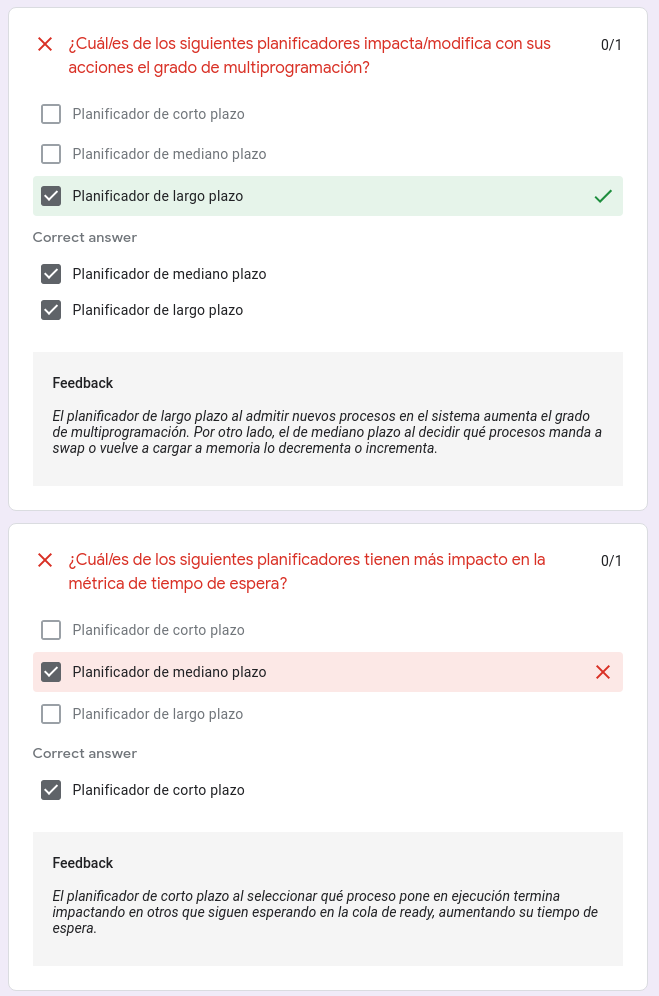 ¿Cuál/es de los siguientes planificadores impacta/modifica con sus
0/1
acciones el grado de multiprogramación?
Planificador de corto plazo
Planificador de mediano plazo
Planificador de largo plazo
Correct answer
Planificador de mediano plazo
Planificador de largo plazo
Feedback
El planificador de largo plazo al admitir nuevos procesos en el sistema aumenta el grado
de multiprogramación. Por otro lado, el de mediano plazo al decidir qué procesos manda a
swap o vuelve a cargar a memoria lo decrementa o incrementa.
¿Cuál/es de los siguientes planificadores tienen más impacto en la
0/1
métrica de tiempo de espera?
Planificador de corto plazo
Planificador de mediano plazo
Planificador de largo plazo
Correct answer
Planificador de corto plazo
Feedback
El planificador de corto plazo al seleccionar qué proceso pone en ejecución termina
impactando en otros que siguen esperando en la cola de ready, aumentando su tiempo de
espera.